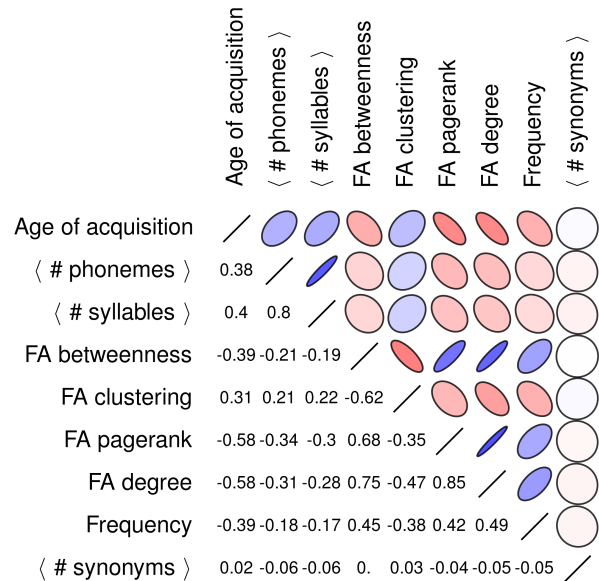 Age of acquisition
⟨ # phonemes ⟩
⟨ # syllables ⟩
FA betweenness
FA clustering
FA pagerank
FA degree
Frequency
⟨ # synonyms ⟩
Age of acquisition
⟨ # phonemes ⟩ 0.38
⟨ # syllables ⟩ 0.4 0.8
FA betweenness -0.39 -0.21 -0.19
FA clustering 0.31 0.21 0.22 -0.62
FA pagerank -0.58 -0.34 -0.3 0.68 -0.35
FA degree -0.58 -0.31 -0.28 0.75 -0.47 0.85
Frequency -0.39 -0.18 -0.17 0.45 -0.38 0.42 0.49
⟨ # synonyms ⟩ 0.02 -0.06 -0.06 0. 0.03 -0.04 -0.05 -0.05